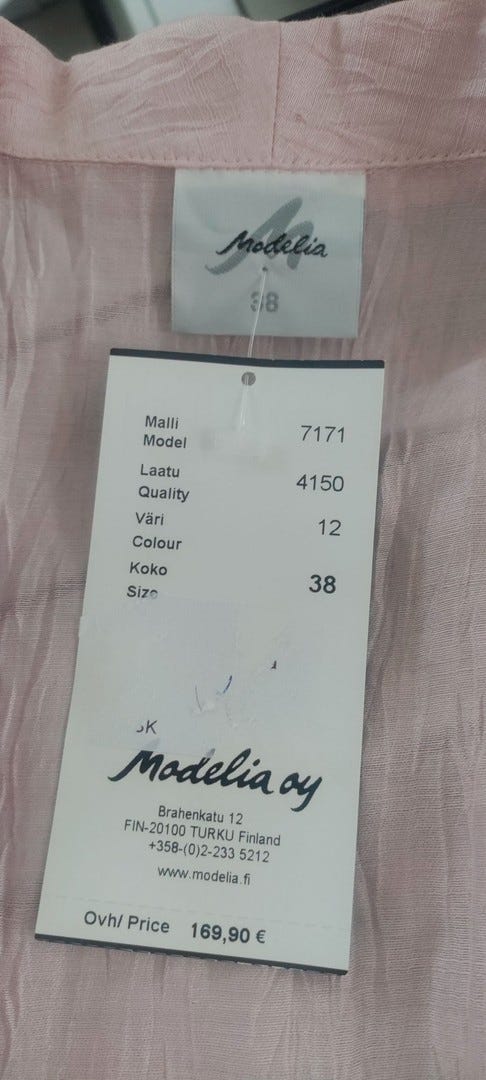 Modelia
38
Malli
Model 7171
Laatu
Quality 4150
Väri 12
Colour
Koko 38
Size
Modelia oy
Brahenkatu 12
FIN-20100 TURKU Finland
+358-(0)2-233 5212
www.modelia.fi
Ovh/ Price 169,90 €